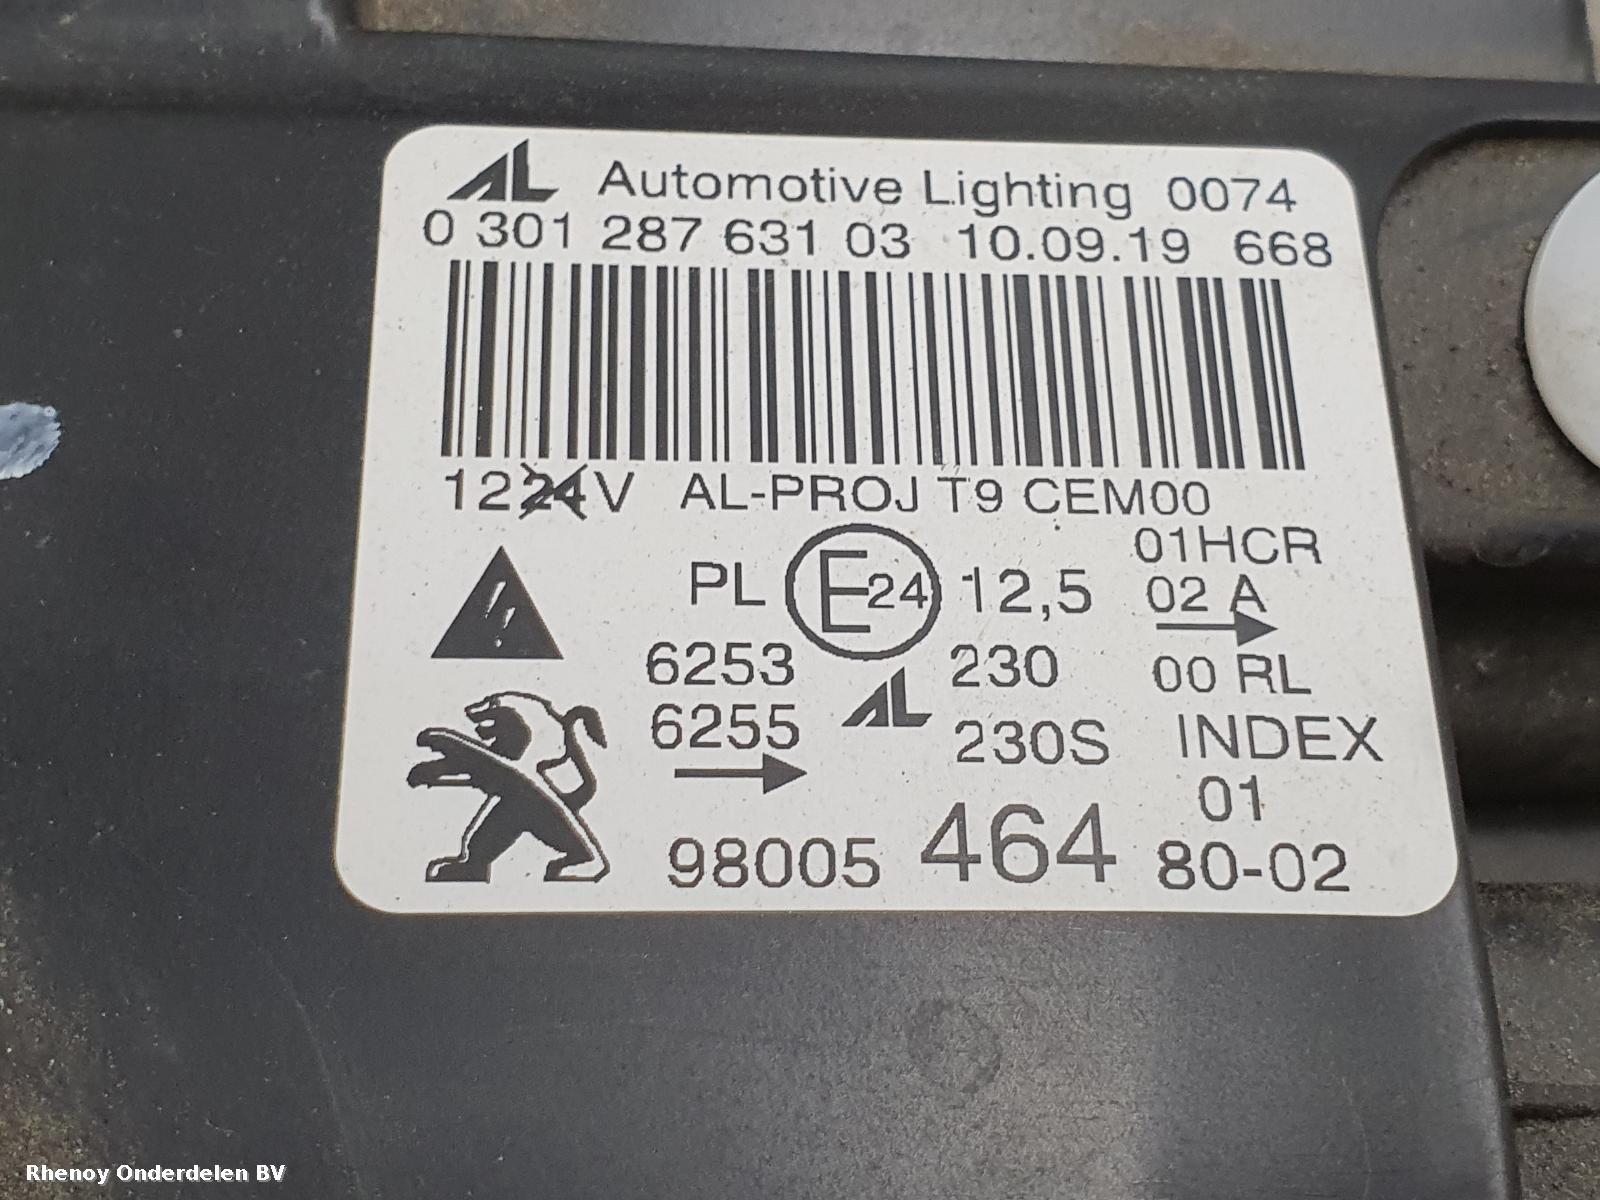 AL Automotive Lighting 0074
0 301 287 631 03 10.09.19 668
1224V AL-PROJ T9 CEM00
01HCR
PL E24 12,5 02 A
6253 230 00 RL
6255 AL 230S INDEX
01
98005 464 80-02
Rhenoy Onderdelen BV